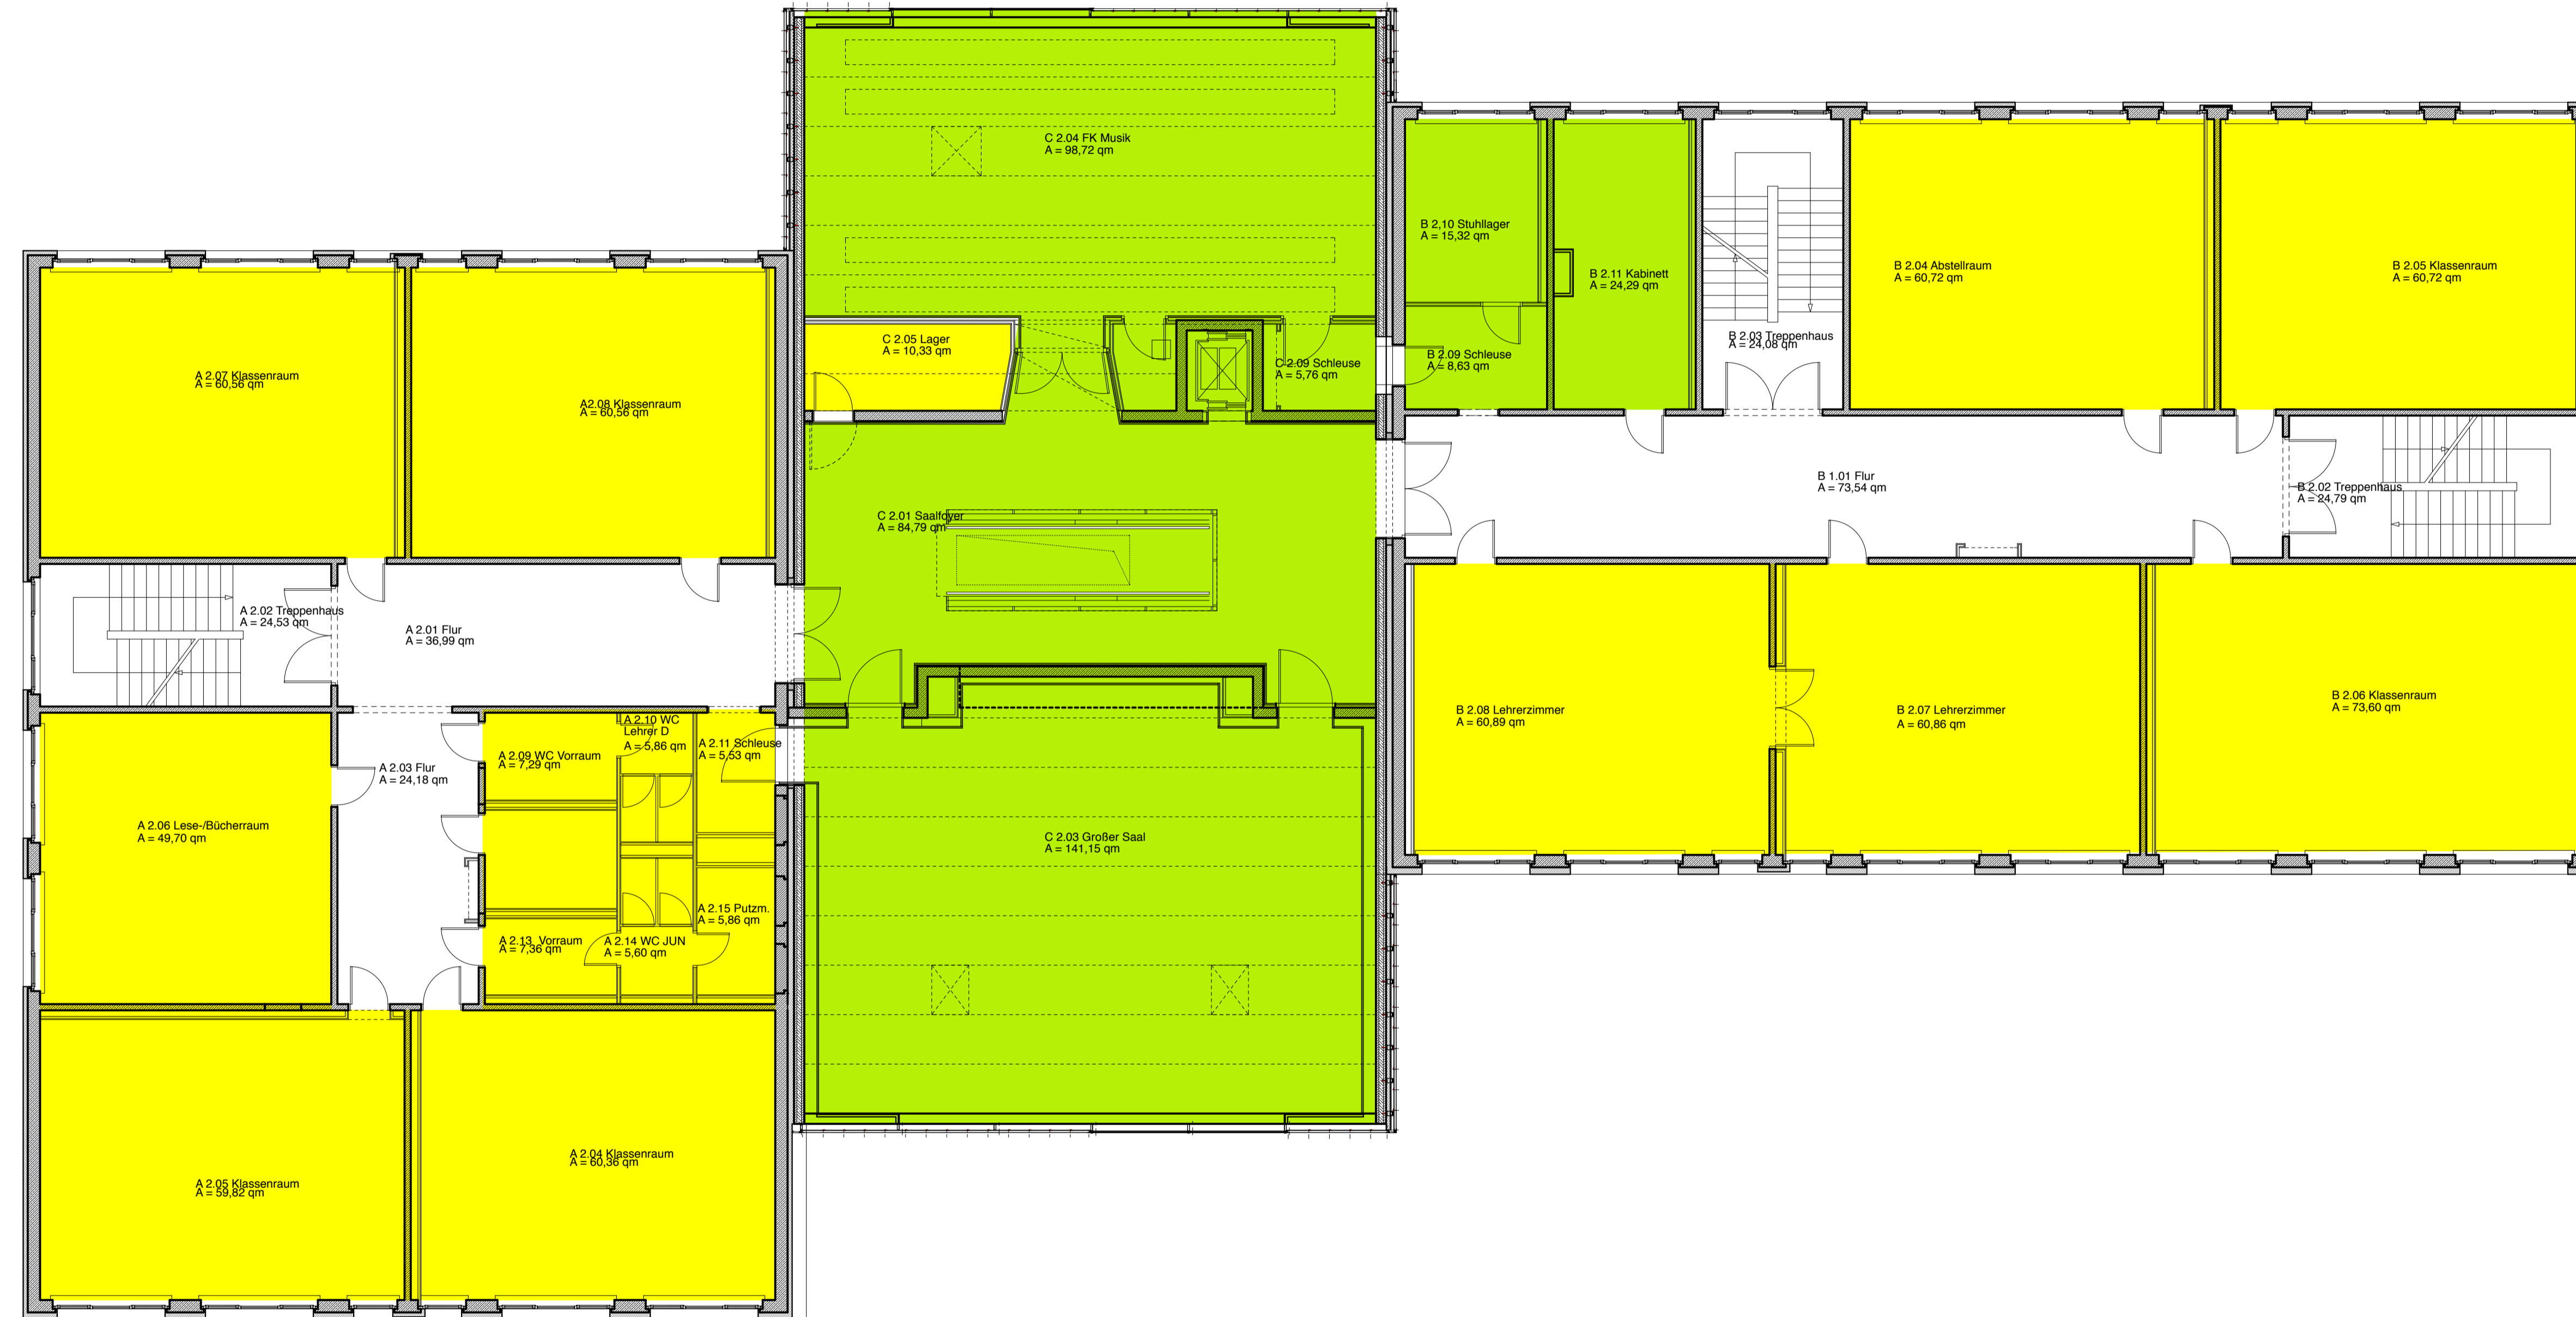 C 2.04 FK Musik
A = 98,72 qm
B 2,10 Stuhllager
A = 15,32 qm
B 2.11 Kabinett
A = 24,29 qm
B 2.04 Abstellraum
A = 60,72 qm
B 2.05 Klassenraum
A = 60,72 qm
C 2.05 Lager
A = 10,33 qm
C 2.09 Schleuse
A = 5,76 qm
B 2.09 Schleuse
A = 8,63 qm
B 2.03 Treppenhaus
A = 24,08 qm
A 2.07 Klassenraum
A = 60,56 qm
A2.08 Klassenraum
A = 60,56 qm
C 2.01 Saalfoyer
A = 84,79 qm
B 1.01 Flur
A = 73,54 qm
B 2.02 Treppenhaus
A = 24,79 qm
A 2.02 Treppenhaus
A = 24,53 qm
A 2.01 Flur
A = 36,99 qm
B 2.08 Lehrerzimmer
A = 60,89 qm
B 2.07 Lehrerzimmer
A = 60,86 qm
B 2.06 Klassenraum
A = 73,60 qm
A 2.03 Flur
A = 24,18 qm
A 2.09 WC Vorraum
A = 7,29 qm
A 2.10 WC
Lehrer D
A = 5,86 qm
A 2.11 Schleuse
A = 5,53 qm
A 2.06 Lese-/Bücherraum
A = 49,70 qm
C 2.03 Großer Saal
A = 141,15 qm
A 2.15 Putzm.
A = 5,86 qm
A 2.13 Vorraum
A = 7,36 qm
A 2.14 WC JUN
A = 5,60 qm
A 2.05 Klassenraum
A = 59,82 qm
A 2.04 Klassenraum
A = 60,36 qm